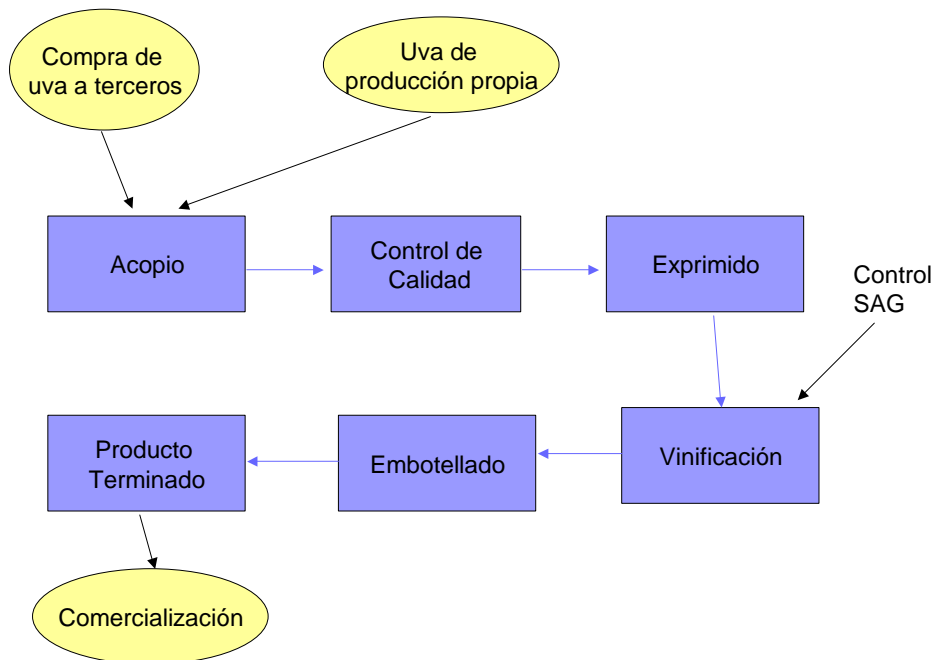 Compra de
uva a terceros
Uva de
producción propia
Acopio
Control de
Calidad
Exprimido
Control
SAG
Producto
Terminado
Embotellado
Vinificación
Comercialización